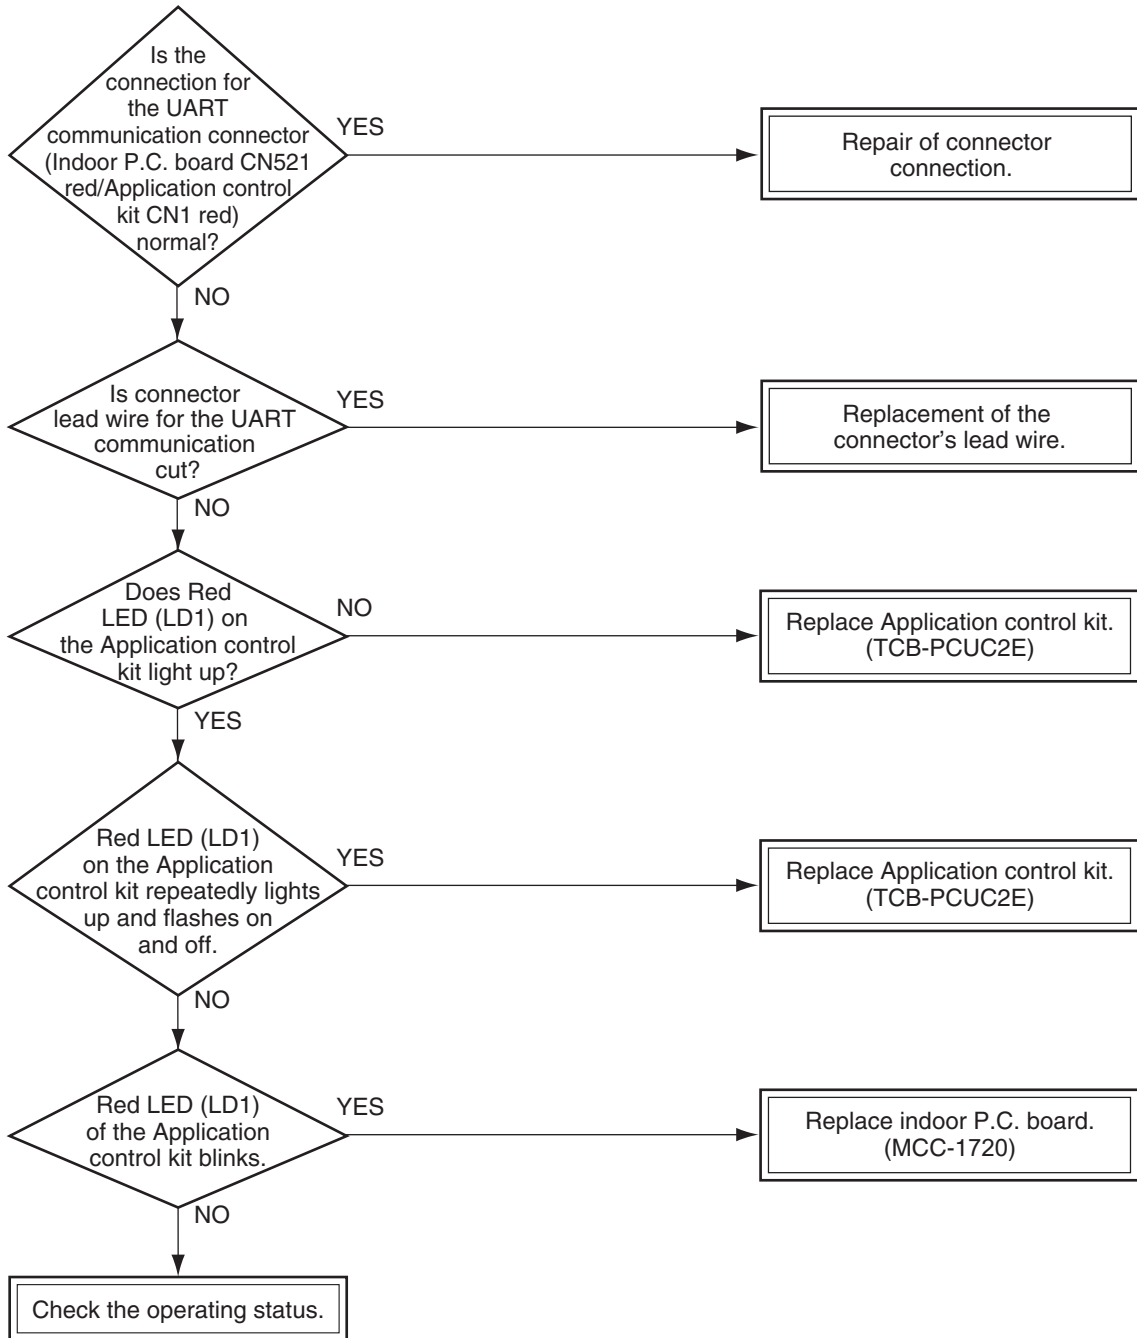 Is the
connection for
the UART
communication connector
(Indoor P.C. board CN521
red/Application control
kit CN1 red)
normal?
YES
Repair of connector
connection.
NO
Is connector
lead wire for the UART
communication
cut?
YES
Replacement of the
connector's lead wire.
NO
Does Red
LED (LD1) on
the Application control
kit light up?
NO
Replace Application control kit.
(TCB-PCUC2E)
YES
Red LED (LD1)
on the Application
control kit repeatedly lights
up and flashes on
and off.
YES
Replace Application control kit.
(TCB-PCUC2E)
NO
Red LED (LD1)
of the Application
control kit blinks.
YES
Replace indoor P.C. board.
(MCC-1720)
NO
Check the operating status.